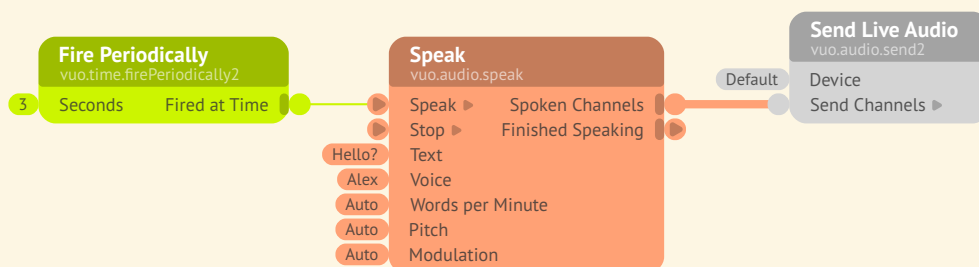 Fire Periodically
vuo.time.firePeriodically2
3 Seconds Fired at Time
Speak
vuo.audio.speak
Speak Spoken Channels
Stop Finished Speaking
Hello? Text
Alex Voice
Auto Words per Minute
Auto Pitch
Auto Modulation
Send Live Audio
vuo.audio.send2
Default Device
Send Channels